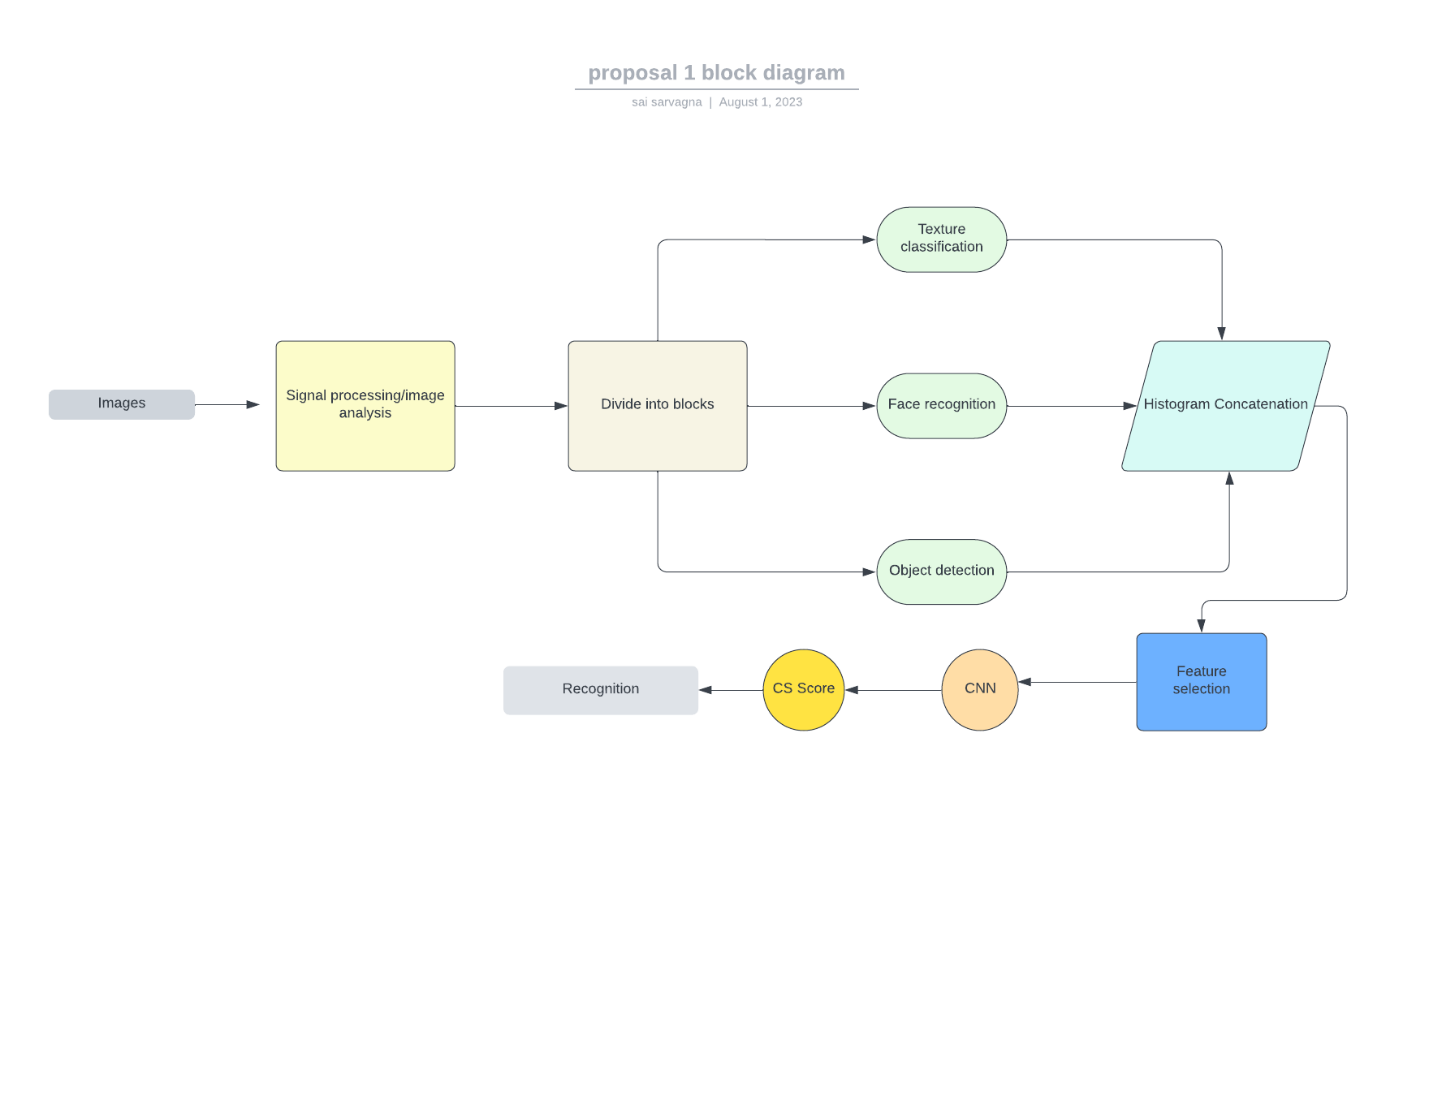 proposal 1 block diagram
sai sarvagna | August 1, 2023
Texture
classification
Images
Signal processing/image
analysis
Divide into blocks
Face recognition
Histogram Concatenation
Object detection
Recognition
CS Score
CNN
Feature
selection